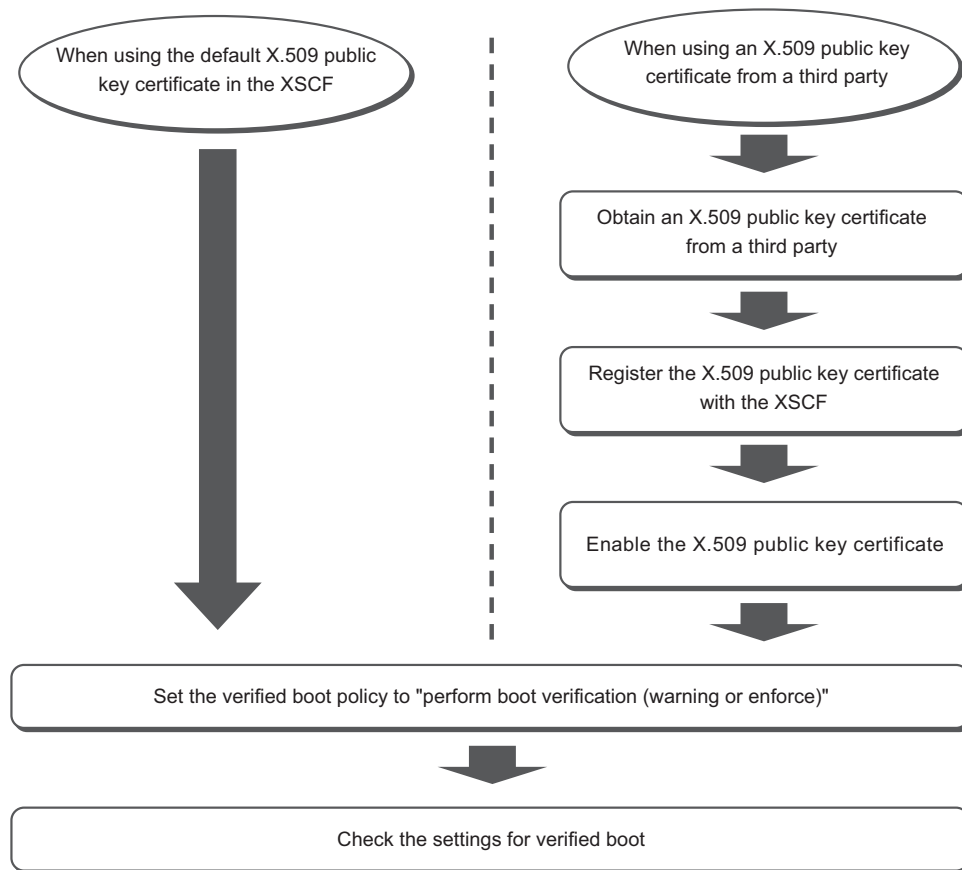 When using the default X.509 public
key certificate in the XSCF
When using an X.509 public key
certificate from a third party
Obtain an X.509 public key certificate
from a third party
Register the X.509 public key certificate
with the XSCF
Enable the X.509 public key certificate
Set the verified boot policy to "perform boot verification (warning or enforce)"
Check the settings for verified boot